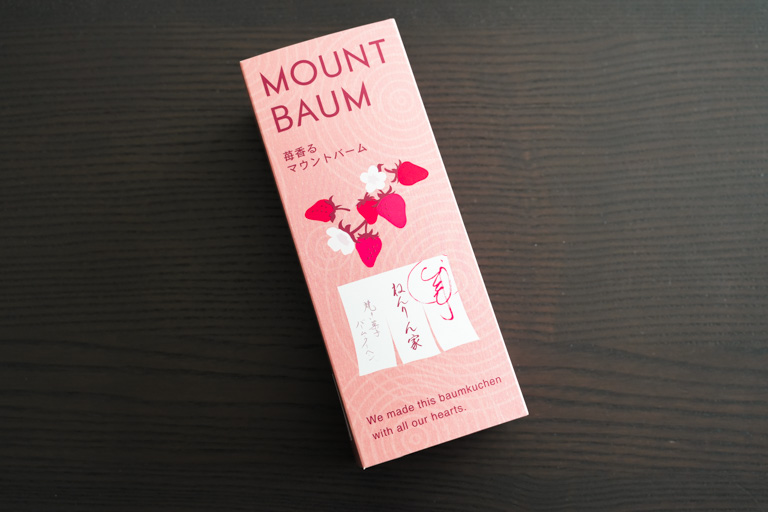 MOUNT
BAUM
苺香る
マウントバーム
ねんりん家
We made this baumkuchen
with all our hearts.